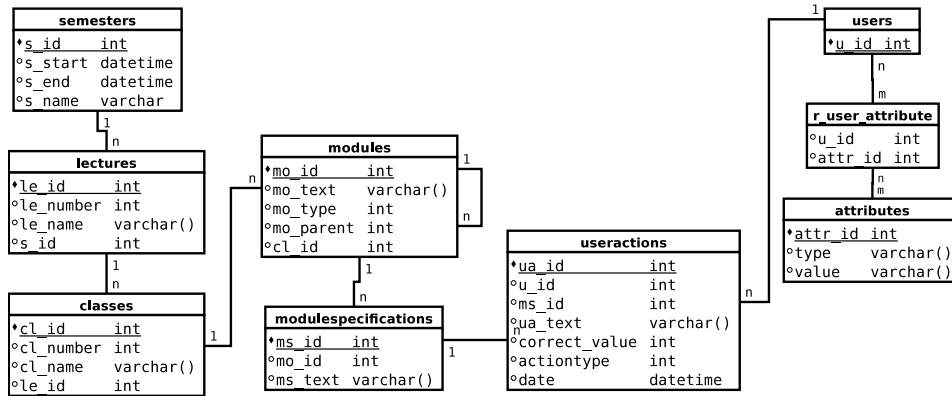 semesters
s_id int
s_start datetime
s_end datetime
s_name varchar
1
n
lectures
le_id int
le_number int
le_name varchar()
s_id int
1
n
classes
cl_id int
cl_number int
cl_name varchar()
le_id int
1
n
modules
mo_id int
mo_text varchar()
mo_type int
mo_parent int
cl_id int
1
n
1
n
modulespecifications
ms_id int
mo_id int
ms_text varchar()
1
n
useractions
ua_id int
u_id int
ms_id int
ua_text varchar()
correct_value int
actiontype int
date datetime
n
1
users
u_id int
n
m
r_user_attribute
u_id int
attr_id int
n
m
attributes
attr_id int
type varchar()
value varchar()